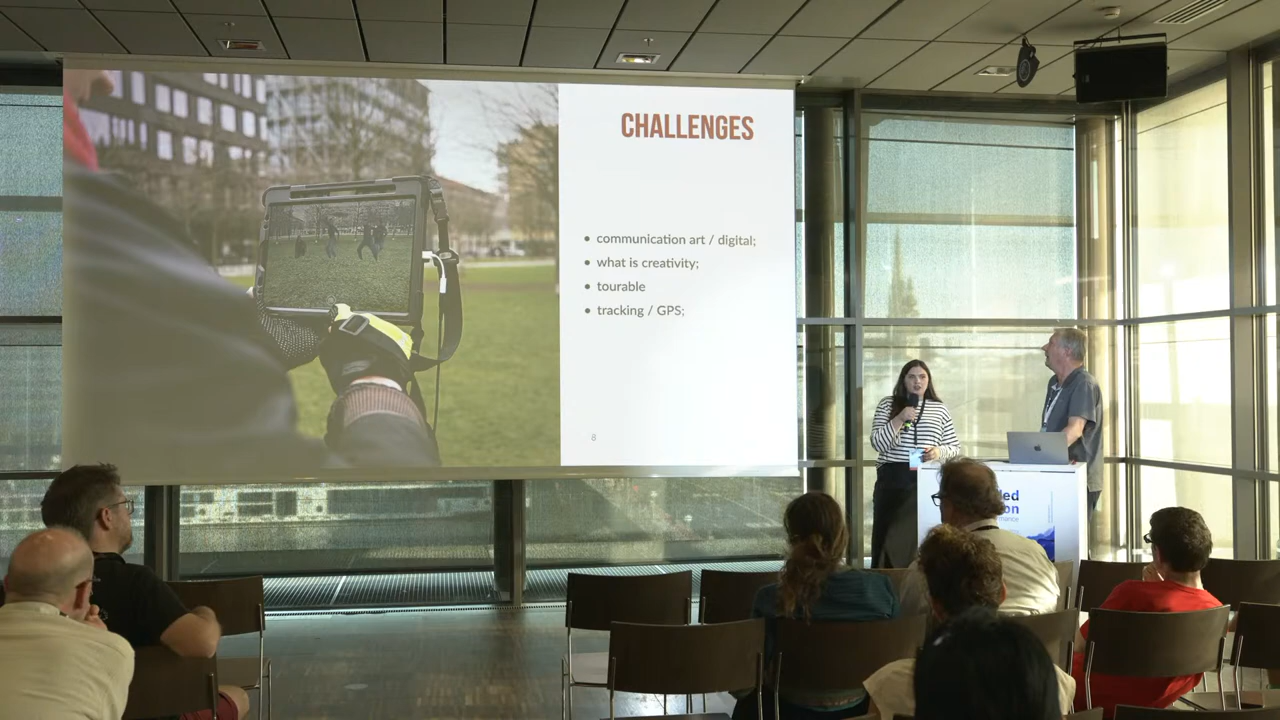 CHALLENGES
• communication art / digital;
• what is creativity;
• tourable
• tracking / GPS;
8